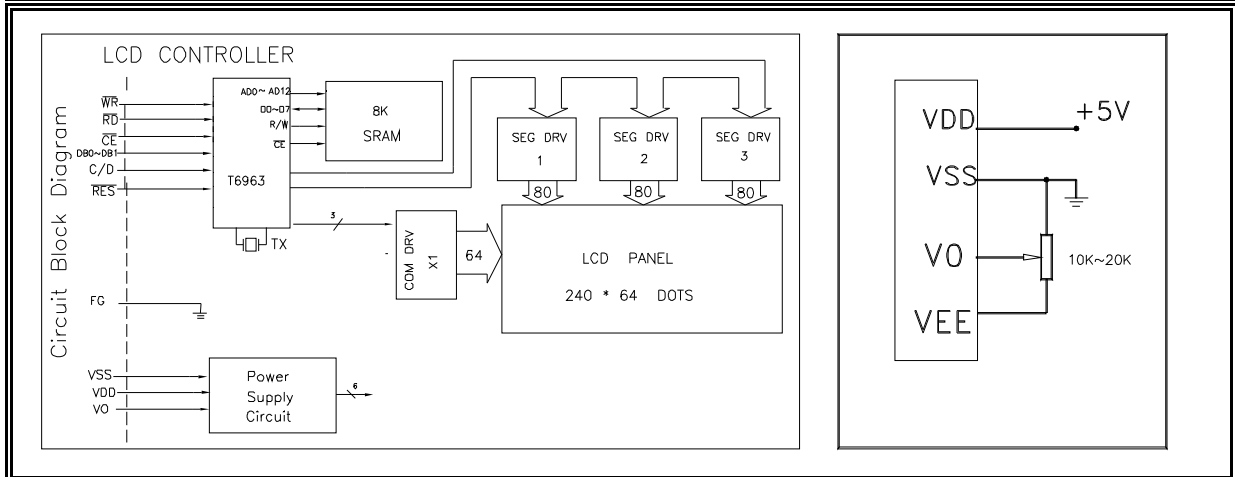 LCD CONTROLLER
Circuit Block Diagram
WR
RD
CE
DB0~DB1
C/D
RES
T6963
AD0~ AD12
D0~D7
R/W
CE
8K
SRAM
TX
3
COM DRV
X1
64
SEG DRV
1
SEG DRV
2
SEG DRV
3
80
80
80
LCD PANEL
240 * 64 DOTS
FG
VSS
VDD
VO
Power
Supply
Circuit
6
VDD
+5V
VSS
VO
10K~20K
VEE